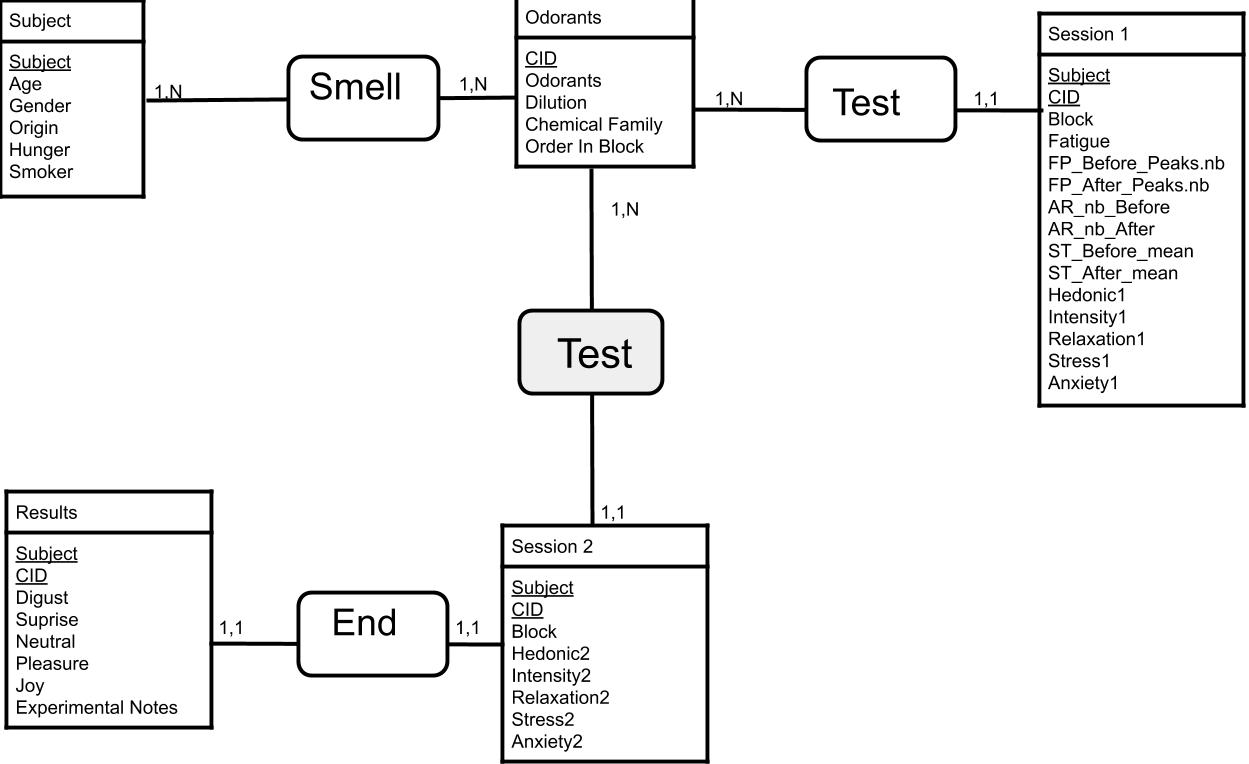 Subject
Subject
Age
Gender
Origin
Hunger
Smoker
1,N
Smell
1,N
Odorants
CID
Odorants
Dilution
Chemical Family
Order In Block
1,N
Test
1,1
Session 1
Subject
CID
Block
Fatigue
FP_Before_Peaks.nb
FP_After_Peaks.nb
AR_nb_Before
AR_nb_After
ST_Before_mean
ST_After_mean
Hedonic1
Intensity1
Relaxation1
Stress1
Anxiety1
1,N
Test
1,1
Results
Subject
CID
Digust
Suprise
Neutral
Pleasure
Joy
Experimental Notes
1,1
End
1,1
Session 2
Subject
CID
Block
Hedonic2
Intensity2
Relaxation2
Stress2
Anxiety2